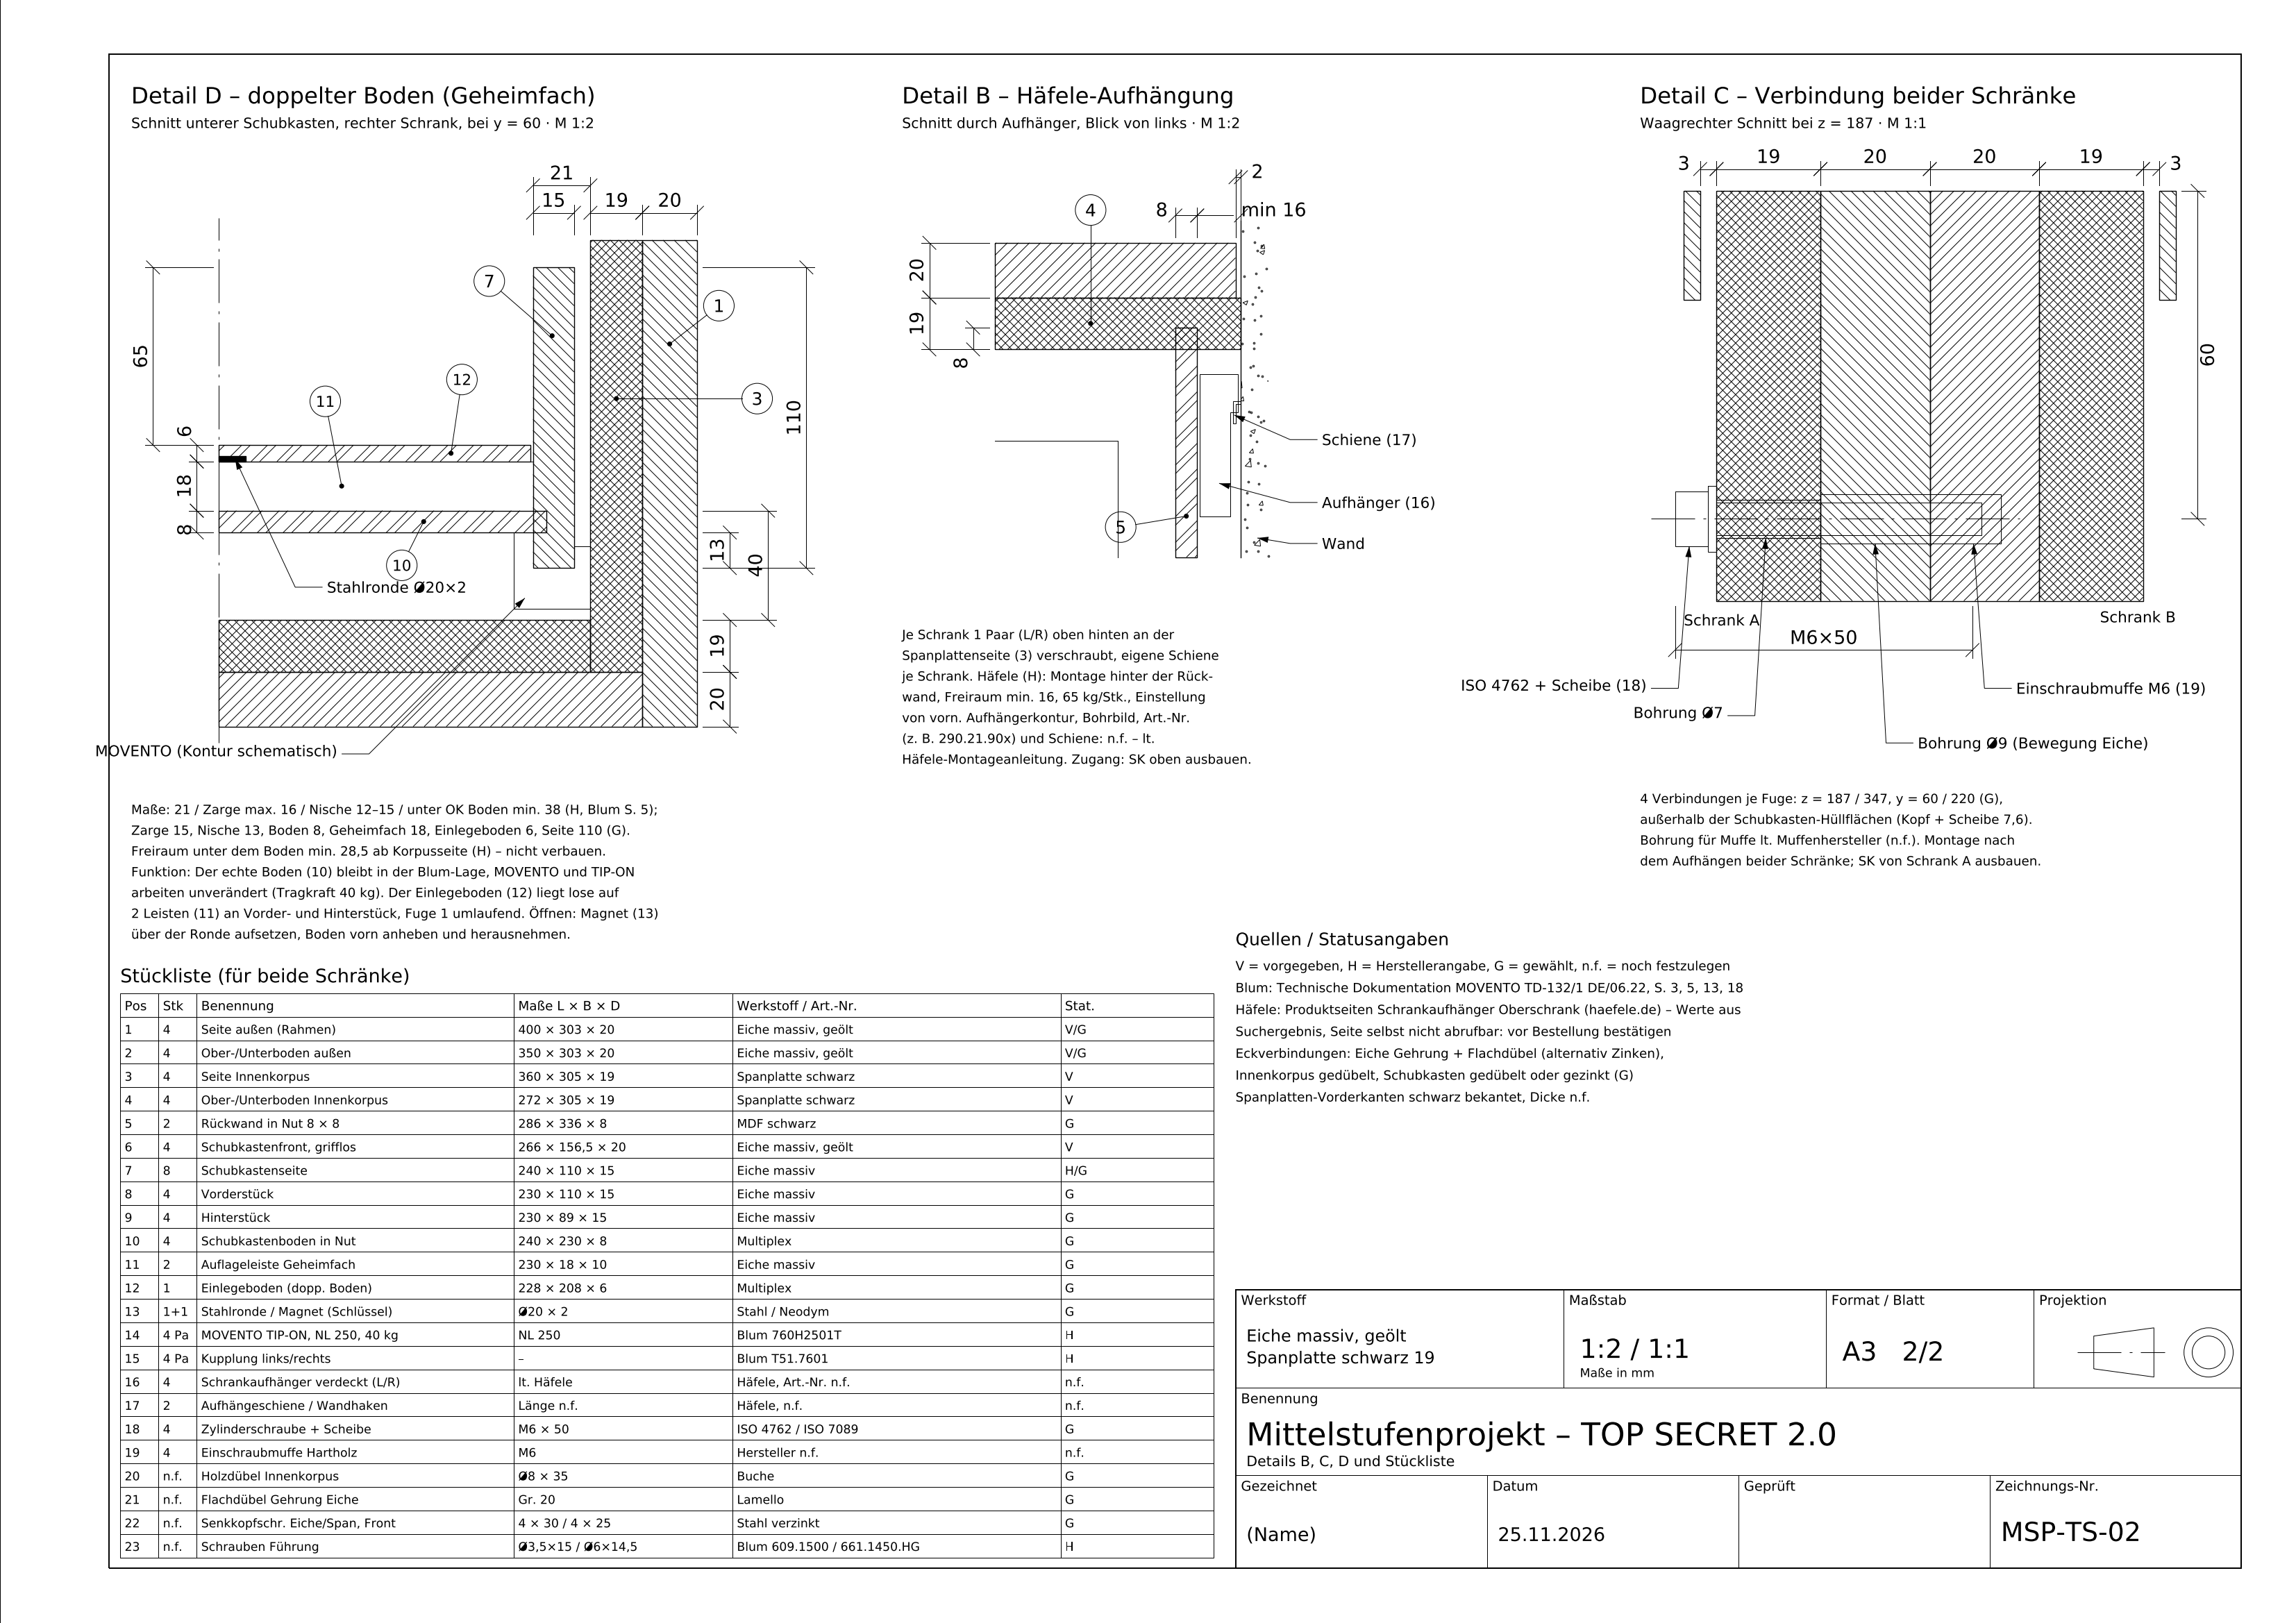 Detail D – doppelter Boden (Geheimfach)
Schnitt unterer Schubkasten, rechter Schrank, bei y = 60 · M 1:2
21
15
19
20
7
1
65
12
11
3
110
6
18
8
10
13
40
Stahlronde Ø20×2
19
20
MOVENTO (Kontur schematisch)
Maße: 21 / Zarge max. 16 / Nische 12–15 / unter OK Boden min. 38 (H, Blum S. 5);
Zarge 15, Nische 13, Boden 8, Geheimfach 18, Einlegeboden 6, Seite 110 (G).
Freiraum unter dem Boden min. 28,5 ab Korpusseite (H) – nicht verbauen.
Funktion: Der echte Boden (10) bleibt in der Blum-Lage, MOVENTO und TIP-ON
arbeiten unverändert (Tragkraft 40 kg). Der Einlegeboden (12) liegt lose auf
2 Leisten (11) an Vorder- und Hinterstück, Fuge 1 umlaufend. Öffnen: Magnet (13)
über der Ronde aufsetzen, Boden vorn anheben und herausnehmen.
Detail B – Häfele-Aufhängung
Schnitt durch Aufhänger, Blick von links · M 1:2
2
4
8
min 16
20
19
8
Schiene (17)
Aufhänger (16)
5
Wand
Je Schrank 1 Paar (L/R) oben hinten an der
Spanplattenseite (3) verschraubt, eigene Schiene
je Schrank. Häfele (H): Montage hinter der Rück-
wand, Freiraum min. 16, 65 kg/Stk., Einstellung
von vorn. Aufhängerkontur, Bohrbild, Art.-Nr.
(z. B. 290.21.90x) und Schiene: n.f. – lt.
Häfele-Montageanleitung. Zugang: SK oben ausbauen.
Detail C – Verbindung beider Schränke
Waagrechter Schnitt bei z = 187 · M 1:1
3
19
20
20
19
3
60
Schrank A
Schrank B
M6×50
ISO 4762 + Scheibe (18)
Einschraubmuffe M6 (19)
Bohrung Ø7
Bohrung Ø9 (Bewegung Eiche)
4 Verbindungen je Fuge: z = 187 / 347, y = 60 / 220 (G),
außerhalb der Schubkasten-Hüllflächen (Kopf + Scheibe 7,6).
Bohrung für Muffe lt. Muffenhersteller (n.f.). Montage nach
dem Aufhängen beider Schränke; SK von Schrank A ausbauen.
Stückliste (für beide Schränke)
Pos Stk Benennung Maße L × B × D Werkstoff / Art.-Nr. Stat.
1 4 Seite außen (Rahmen) 400 × 303 × 20 Eiche massiv, geölt V/G
2 4 Ober-/Unterboden außen 350 × 303 × 20 Eiche massiv, geölt V/G
3 4 Seite Innenkorpus 360 × 305 × 19 Spanplatte schwarz V
4 4 Ober-/Unterboden Innenkorpus 272 × 305 × 19 Spanplatte schwarz V
5 2 Rückwand in Nut 8 × 8 286 × 336 × 8 MDF schwarz G
6 4 Schubkastenfront, grifflos 266 × 156,5 × 20 Eiche massiv, geölt V
7 8 Schubkastenseite 240 × 110 × 15 Eiche massiv H/G
8 4 Vorderstück 230 × 110 × 15 Eiche massiv G
9 4 Hinterstück 230 × 89 × 15 Eiche massiv G
10 4 Schubkastenboden in Nut 240 × 230 × 8 Multiplex G
11 2 Auflageleiste Geheimfach 230 × 18 × 10 Eiche massiv G
12 1 Einlegeboden (dopp. Boden) 228 × 208 × 6 Multiplex G
13 1+1 Stahlronde / Magnet (Schlüssel) Ø20 × 2 Stahl / Neodym G
14 4 Pa MOVENTO TIP-ON, NL 250, 40 kg NL 250 Blum 760H2501T H
15 4 Pa Kupplung links/rechts – Blum T51.7601 H
16 4 Schrankaufhänger verdeckt (L/R) lt. Häfele Häfele, Art.-Nr. n.f. n.f.
17 2 Aufhängeschiene / Wandhaken Länge n.f. Häfele, n.f. n.f.
18 4 Zylinderschraube + Scheibe M6 × 50 ISO 4762 / ISO 7089 G
19 4 Einschraubmuffe Hartholz M6 Hersteller n.f. n.f.
20 n.f. Holzdübel Innenkorpus Ø8 × 35 Buche G
21 n.f. Flachdübel Gehrung Eiche Gr. 20 Lamello G
22 n.f. Senkkopfschr. Eiche/Span, Front 4 × 30 / 4 × 25 Stahl verzinkt G
23 n.f. Schrauben Führung Ø3,5×15 / Ø6×14,5 Blum 609.1500 / 661.1450.HG H
Quellen / Statusangaben
V = vorgegeben, H = Herstellerangabe, G = gewählt, n.f. = noch festzulegen
Blum: Technische Dokumentation MOVENTO TD-132/1 DE/06.22, S. 3, 5, 13, 18
Häfele: Produktseiten Schrankaufhänger Oberschrank (haefele.de) – Werte aus
Suchergebnis, Seite selbst nicht abrufbar: vor Bestellung bestätigen
Eckverbindungen: Eiche Gehrung + Flachdübel (alternativ Zinken),
Innenkorpus gedübelt, Schubkasten gedübelt oder gezinkt (G)
Spanplatten-Vorderkanten schwarz bekantet, Dicke n.f.
Werkstoff
Eiche massiv, geölt
Spanplatte schwarz 19
Maßstab
1:2 / 1:1
Maße in mm
Format / Blatt
A3 2/2
Projektion
Benennung
Mittelstufenprojekt – TOP SECRET 2.0
Details B, C, D und Stückliste
Gezeichnet
(Name)
Datum
25.11.2026
Geprüft
Zeichnungs-Nr.
MSP-TS-02